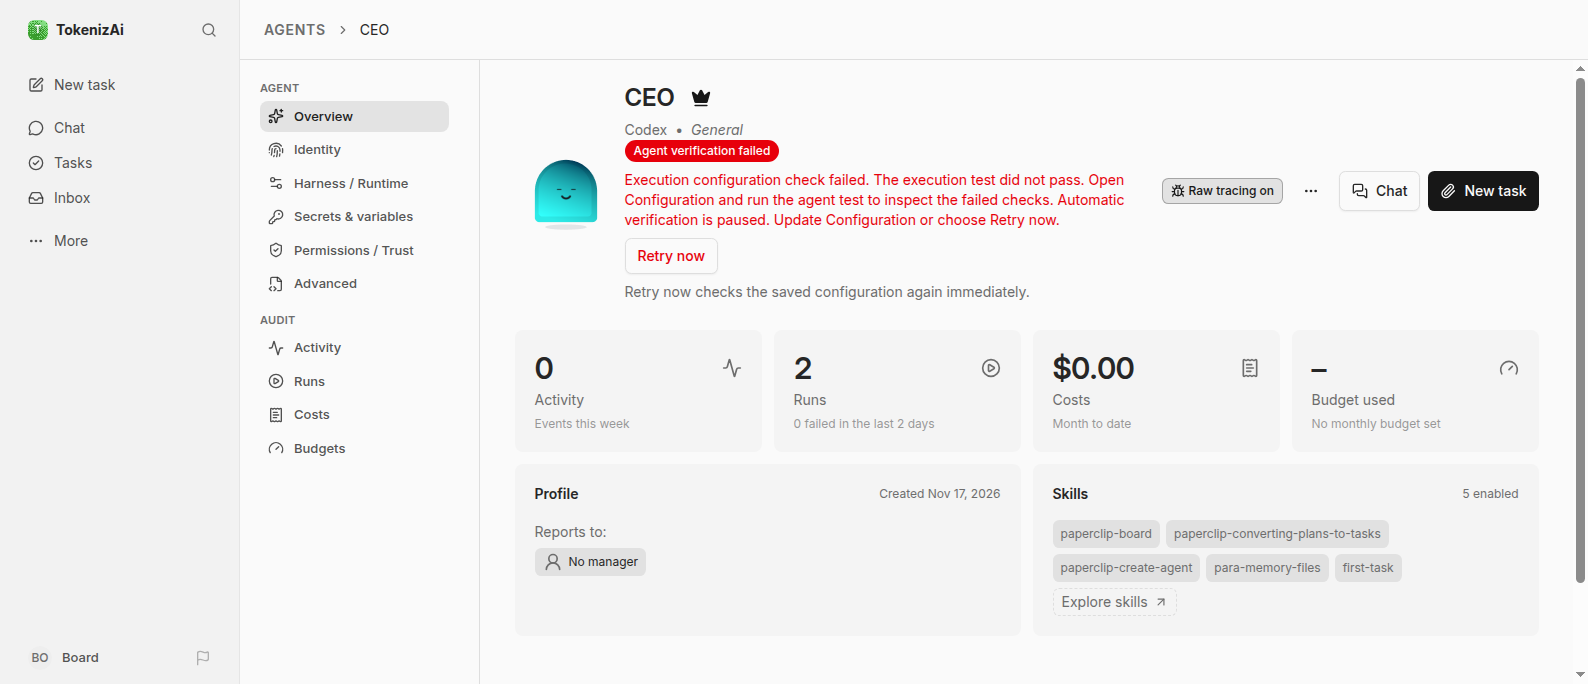 TokenizAi
New task
Chat
Tasks
Inbox
More
BO Board
AGENTS > CEO
AGENT
Overview
Identity
Harness / Runtime
Secrets & variables
Permissions / Trust
Advanced
AUDIT
Activity
Runs
Costs
Budgets
CEO
Codex • General
Agent verification failed
Execution configuration check failed. The execution test did not pass. Open
Configuration and run the agent test to inspect the failed checks. Automatic
verification is paused. Update Configuration or choose Retry now.
Retry now
Retry now checks the saved configuration again immediately.
Raw tracing on
Chat
New task
0
Activity
Events this week
2
Runs
0 failed in the last 2 days
$0.00
Costs
Month to date
–
Budget used
No monthly budget set
Profile
Created Nov 17, 2026
Reports to:
No manager
Skills
5 enabled
paperclip-board
paperclip-converting-plans-to-tasks
paperclip-create-agent
para-memory-files
first-task
Explore skills